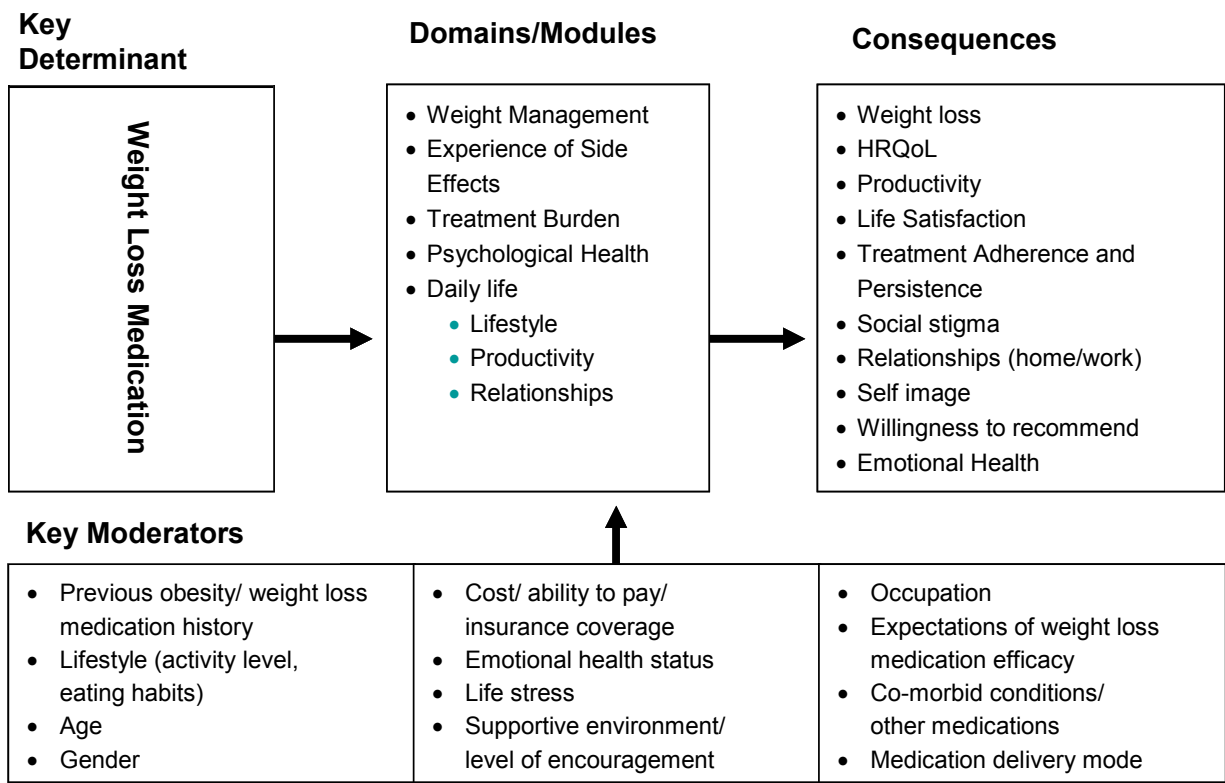 Key
Determinant
Domains/Modules
Consequences
Weight Loss Medication
• Weight Management
• Experience of Side
Effects
• Treatment Burden
• Psychological Health
• Daily life
• Lifestyle
• Productivity
• Relationships
• Weight loss
• HRQoL
• Productivity
• Life Satisfaction
• Treatment Adherence and
Persistence
• Social stigma
• Relationships (home/work)
• Self image
• Willingness to recommend
• Emotional Health
Key Moderators
• Previous obesity/ weight loss
medication history
• Lifestyle (activity level,
eating habits)
• Age
• Gender
• Cost/ ability to pay/
insurance coverage
• Emotional health status
• Life stress
• Supportive environment/
level of encouragement
• Occupation
• Expectations of weight loss
medication efficacy
• Co-morbid conditions/
other medications
• Medication delivery mode